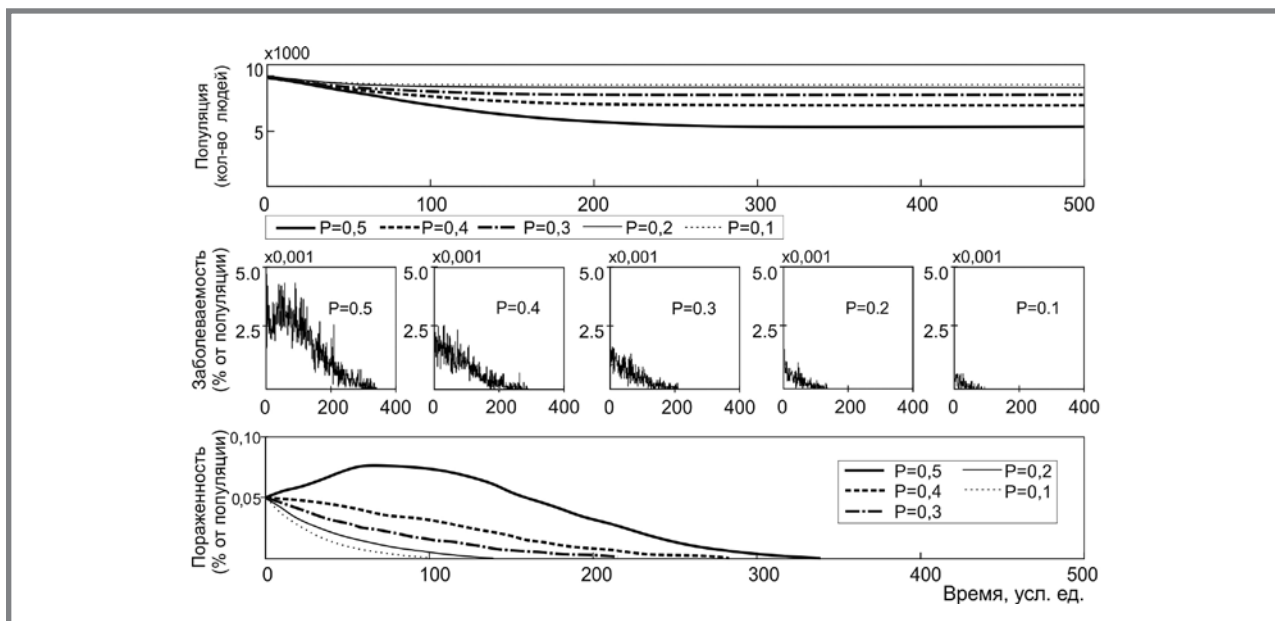 x1000
Популяция
(кол-во людей)
10
5
0 100 200 300 400 500
P=0,5 P=0,4 P=0,3 P=0,2 P=0,1
Заболеваемость
(% от популяции)
x0,001 x0,001 x0,001 x0,001 x0,001
5.0 5.0 5.0 5.0 5.0
P=0.5 P=0.4 P=0.3 P=0.2 P=0.1
2.5 2.5 2.5 2.5 2.5
0 200 400 0 200 400 0 200 400 0 200 400 0 200 400
Пораженность
(% от популяции)
0,10
0,05
P=0,5 P=0,2
P=0,4 P=0,1
P=0,3
0 100 200 300 400 500
Время, усл. ед.